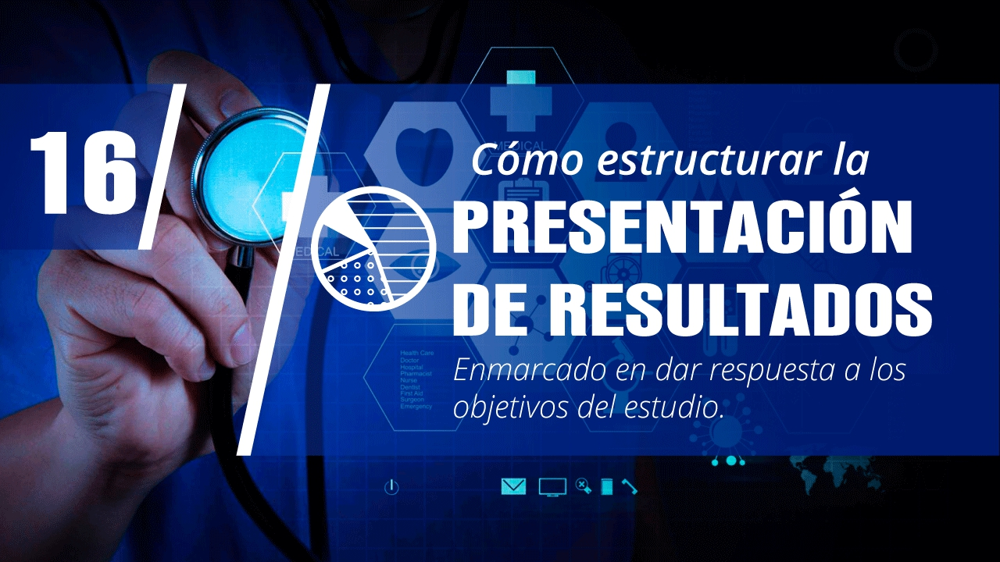 16
Cómo estructurar la
PRESENTACIÓN
DE RESULTADOS
Enmarcado en dar respuesta a los
objetivos del estudio.
MEDICAL
MEDICAL
Health Care
Doctor
Hospital
Pharmacist
Nurse
Dentist
First Aid
Surgeon
Emergency